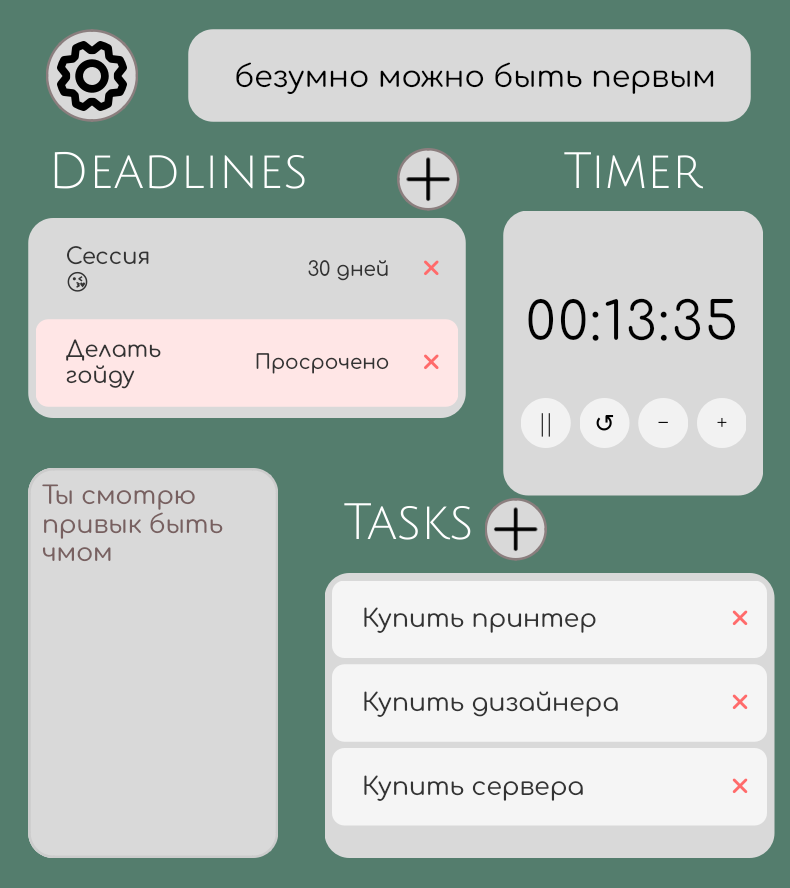 безумно можно быть первым
DEADLINES
TIMER
Сессия
😘
30 дней
Делать
гойду
Просрочено
00:13:35
Ты смотрю
привык быть
чмом
TASKS
Купить принтер
Купить дизайнера
Купить сервера